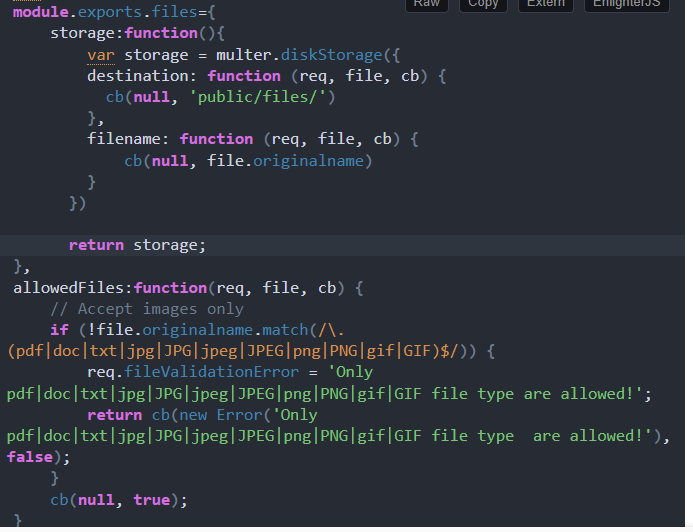 Raw Copy Extern EnlighterJS
module.exports.files={
storage:function(){
var storage = multer.diskStorage({
destination: function (req, file, cb) {
cb(null, 'public/files/')
},
filename: function (req, file, cb) {
cb(null, file.originalname)
}
})
return storage;
},
allowedFiles:function(req, file, cb) {
// Accept images only
if (!file.originalname.match(/\.
(pdf|doc|txt|jpg|JPG|jpeg|JPEG|png|PNG|gif|GIF)$/)) {
req.fileValidationError = 'Only
pdf|doc|txt|jpg|JPG|jpeg|JPEG|png|PNG|gif|GIF file type are allowed!';
return cb(new Error('Only
pdf|doc|txt|jpg|JPG|jpeg|JPEG|png|PNG|gif|GIF file type  are allowed!'),
false);
}
cb(null, true);
}